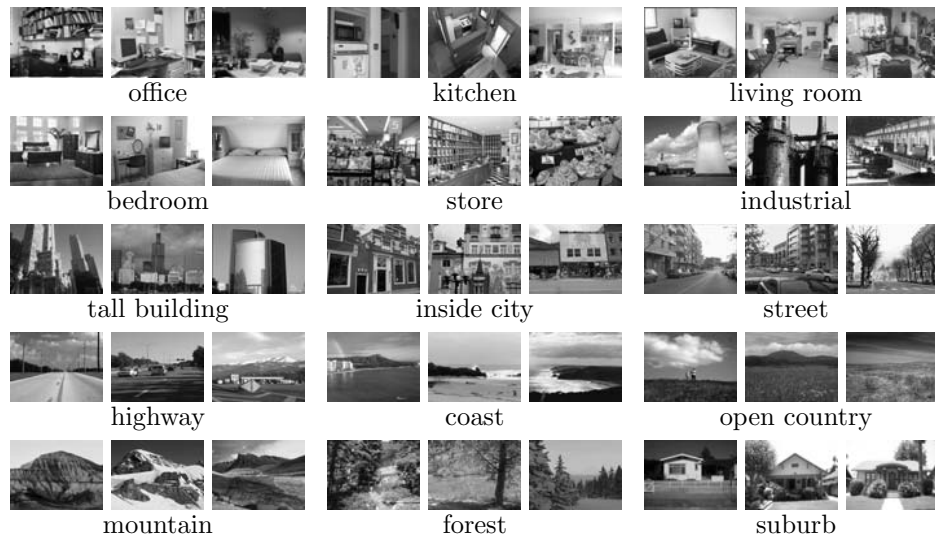 office kitchen living room
bedroom store industrial
tall building inside city street
highway coast open country
mountain forest suburb